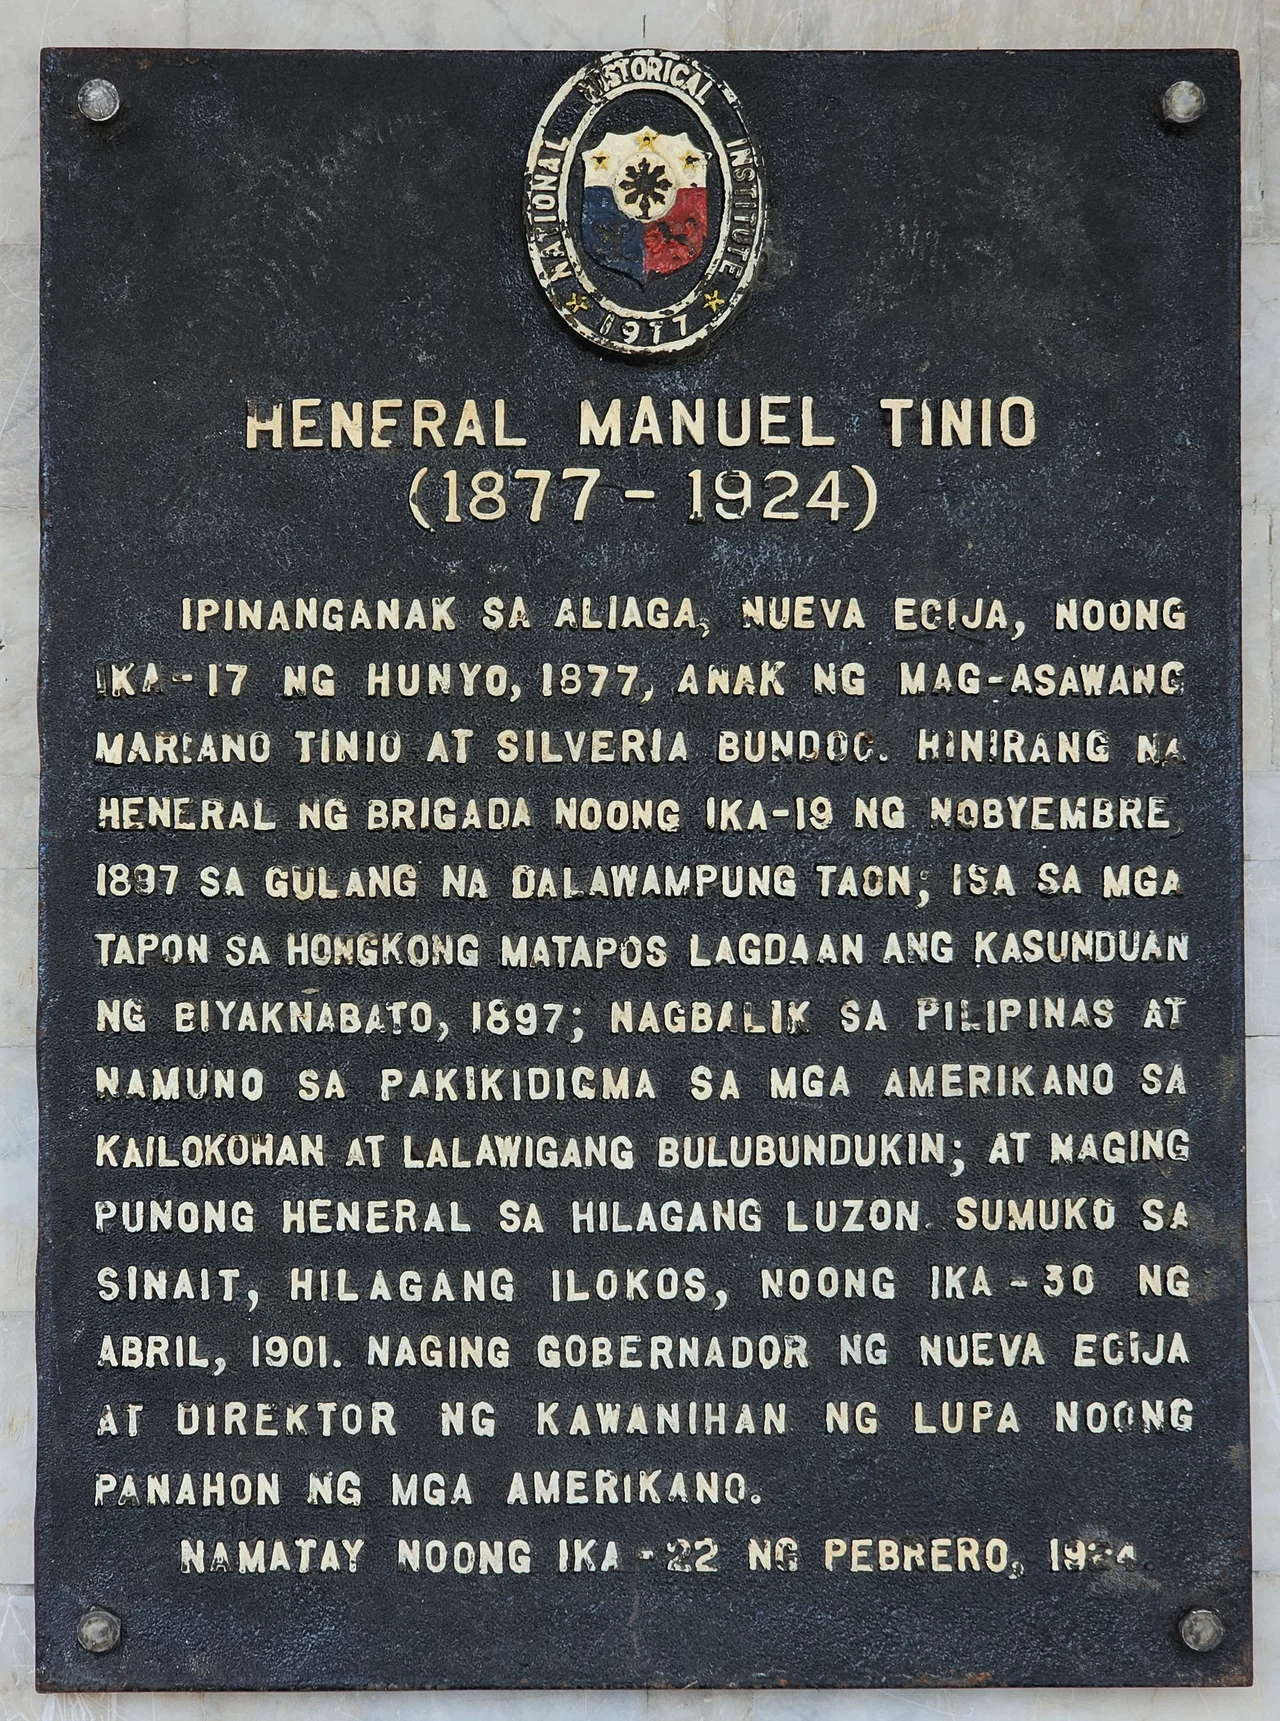 NATIONAL HISTORICAL INSTITUTE
1977
HENERAL MANUEL TINIO
(1877 - 1924)
IPINANGANAK SA ALIAGA, NUEVA ECIJA, NOONG
IKA-17 NG HUNYO, 1877, ANAK NG MAG-ASAWANG
MARIANO TINIO AT SILVERIA BUNDOC. HINIRANG NA
HENERAL NG BRIGADA NOONG IKA-19 NG NOBYEMBRE,
1897 SA GULANG NA DALAWAMPUNG TAON; ISA SA MGA
TAPON SA HONGKONG MATAPOS LAGDAAN ANG KASUNDUAN
NG BIYAKNABATO, 1897; NAGBALIK SA PILIPINAS AT
NAMUNO SA PAKIKIDIGMA SA MGA AMERIKANO SA
KAILOKOHAN AT LALAWIGANG BULUBUNDUKIN; AT NAGING
PUNONG HENERAL SA HILAGANG LUZON. SUMUKO SA
SINAIT, HILAGANG ILOKOS, NOONG IKA-30 NG
ABRIL, 1901. NAGING GOBERNADOR NG NUEVA ECIJA
AT DIREKTOR NG KAWANIHAN NG LUPA NOONG
PANAHON NG MGA AMERIKANO.
NAMATAY NOONG IKA-22 NG PEBRERO, 1924.